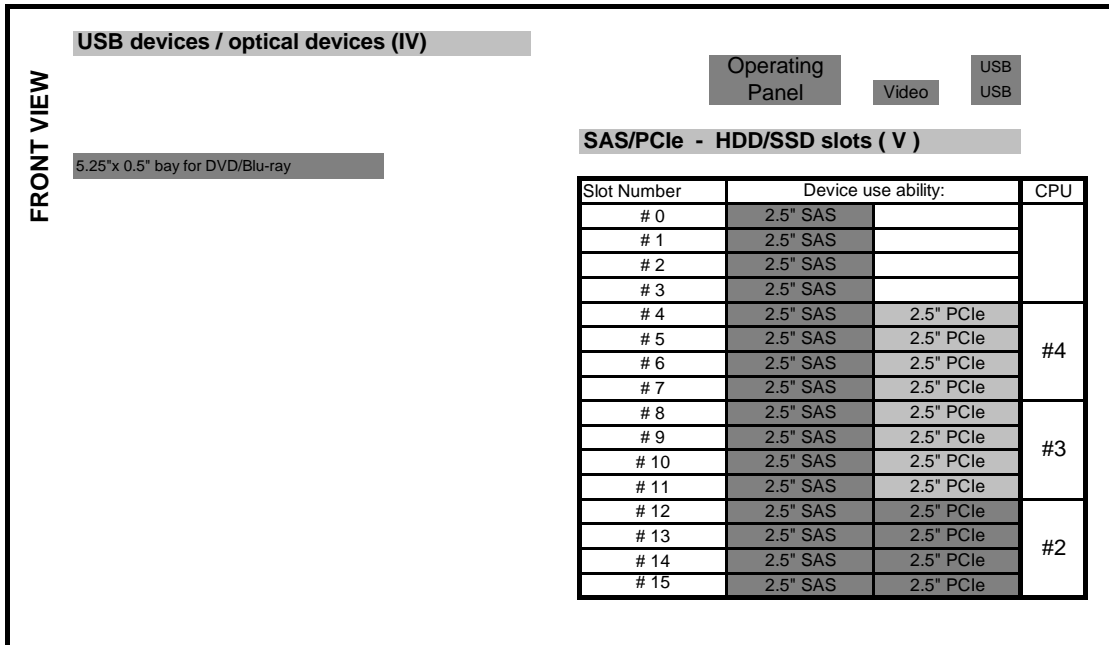 FRONT VIEW
USB devices / optical devices (IV)
Operating
Panel
Video
USB
USB
5.25"x 0.5" bay for DVD/Blu-ray
SAS/PCIe - HDD/SSD slots ( V )
Slot Number Device use ability: CPU
# 0 2.5" SAS
# 1 2.5" SAS
# 2 2.5" SAS
# 3 2.5" SAS
# 4 2.5" SAS 2.5" PCIe
# 5 2.5" SAS 2.5" PCIe
#4
# 6 2.5" SAS 2.5" PCIe
# 7 2.5" SAS 2.5" PCIe
# 8 2.5" SAS 2.5" PCIe
# 9 2.5" SAS 2.5" PCIe
#3
# 10 2.5" SAS 2.5" PCIe
# 11 2.5" SAS 2.5" PCIe
# 12 2.5" SAS 2.5" PCIe
# 13 2.5" SAS 2.5" PCIe
#2
# 14 2.5" SAS 2.5" PCIe
# 15 2.5" SAS 2.5" PCIe